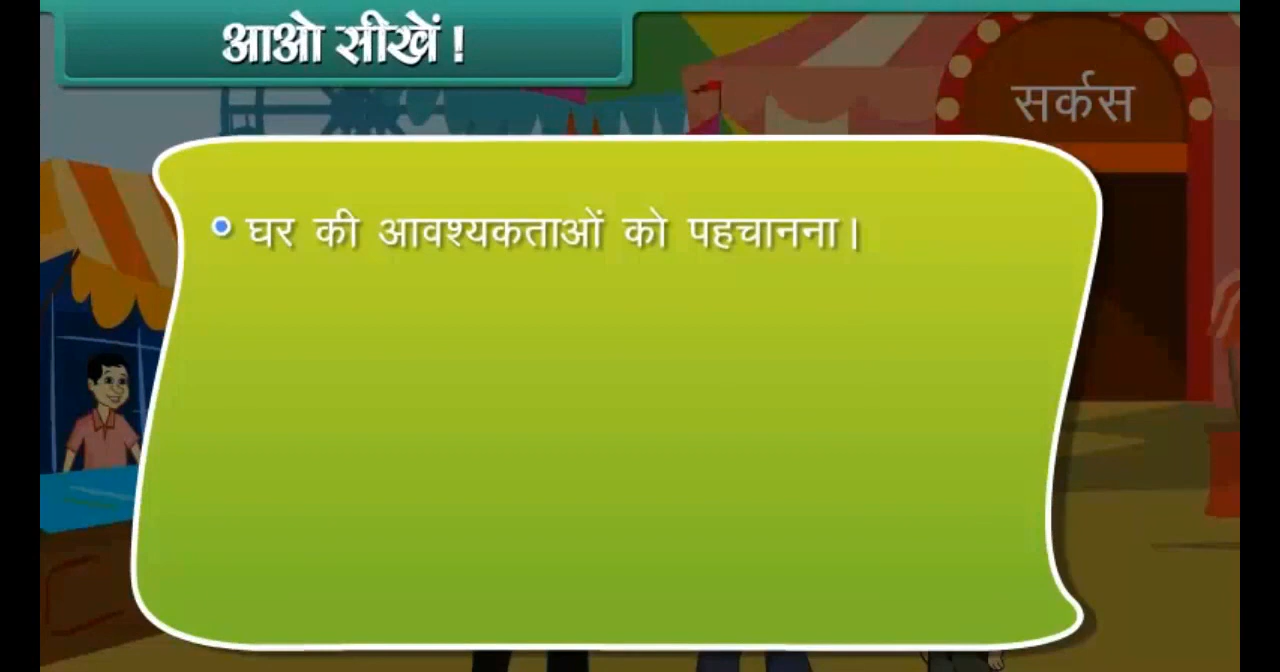 आओ सीखें!
सर्कस
घर की आवश्यकताओं को पहचानना।